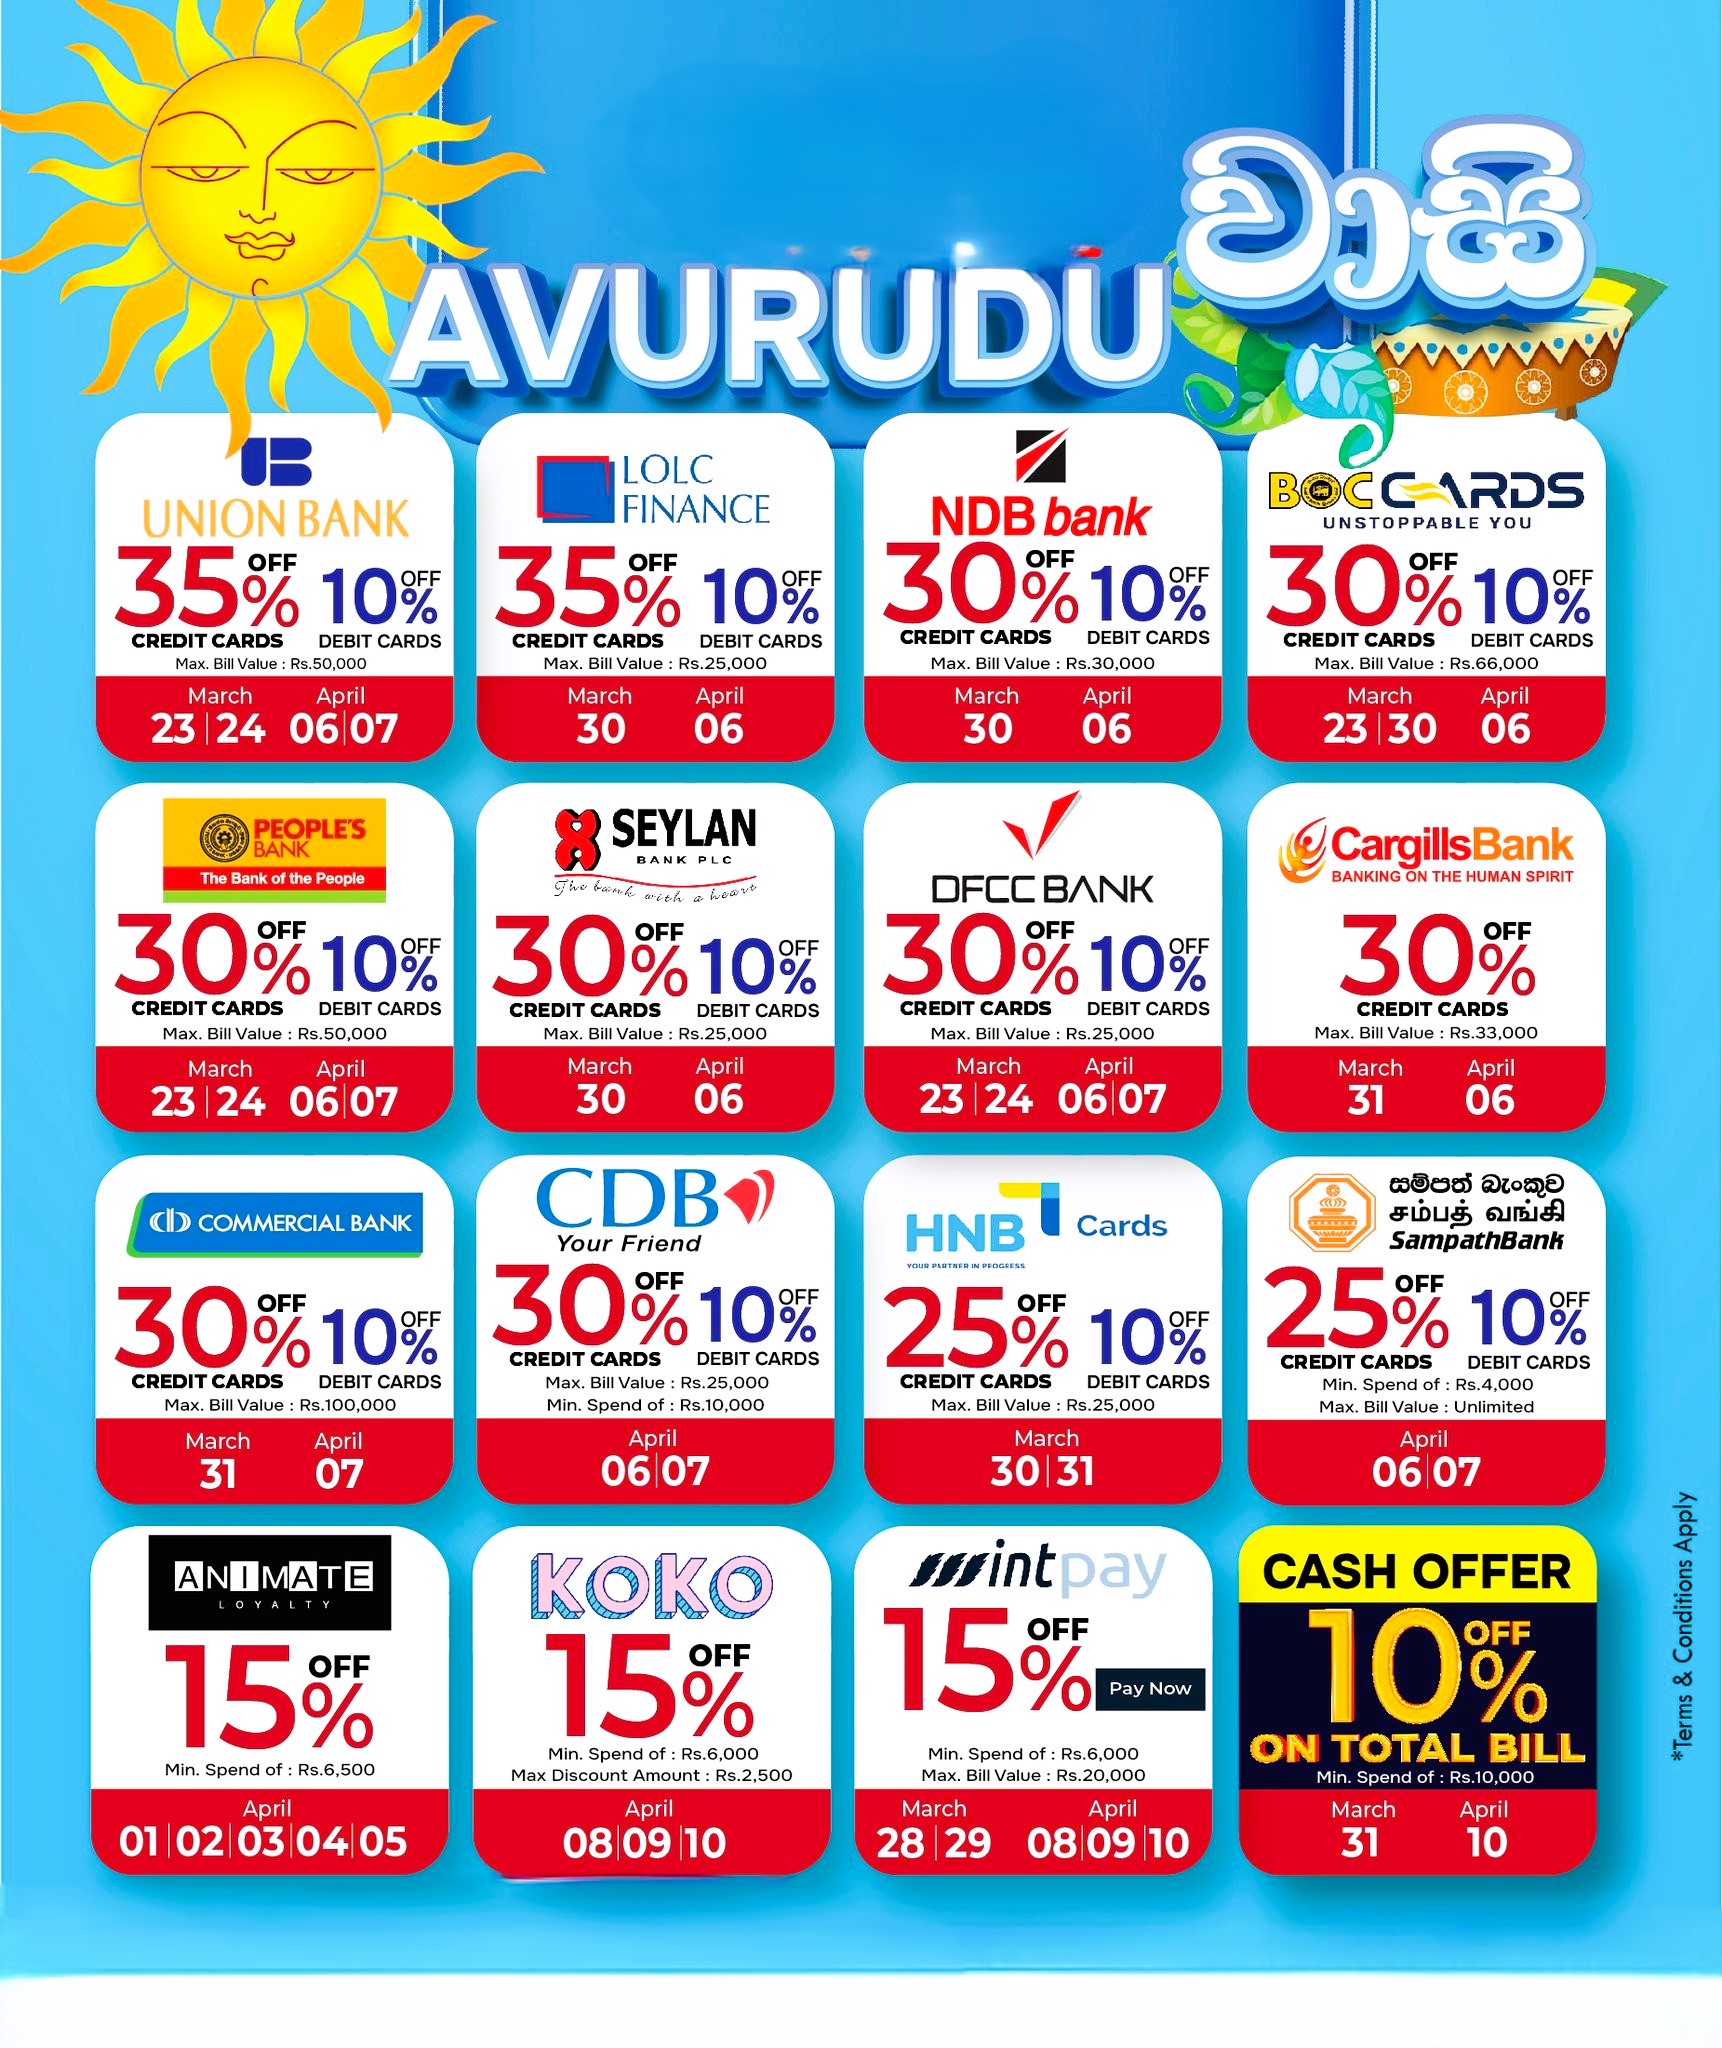 AVURUDU වාසි
UNION BANK
35% OFF 10% OFF
CREDIT CARDS DEBIT CARDS
Max. Bill Value : Rs.50,000
March April
23 | 24 06 | 07
LOLC
FINANCE
35% OFF 10% OFF
CREDIT CARDS DEBIT CARDS
Max. Bill Value : Rs.25,000
March April
30 06
NDB bank
30% OFF 10% OFF
CREDIT CARDS DEBIT CARDS
Max. Bill Value : Rs.30,000
March April
30 06
BOC CARDS
UNSTOPPABLE YOU
30% OFF 10% OFF
CREDIT CARDS DEBIT CARDS
Max. Bill Value : Rs.66,000
March April
23 | 30 06
PEOPLE'S
BANK
The Bank of the People
30% OFF 10% OFF
CREDIT CARDS DEBIT CARDS
Max. Bill Value : Rs.50,000
March April
23 | 24 06 | 07
SEYLAN
BANK PLC
The bank with a heart
30% OFF 10% OFF
CREDIT CARDS DEBIT CARDS
Max. Bill Value : Rs.25,000
March April
30 06
DFCC BANK
30% OFF 10% OFF
CREDIT CARDS DEBIT CARDS
Max. Bill Value : Rs.25,000
March April
23 | 24 06 | 07
CargillsBank
BANKING ON THE HUMAN SPIRIT
30% OFF
CREDIT CARDS
Max. Bill Value : Rs.33,000
March April
31 06
COMMERCIAL BANK
30% OFF 10% OFF
CREDIT CARDS DEBIT CARDS
Max. Bill Value : Rs.100,000
March April
31 07
CDB
Your Friend
30% OFF 10% OFF
CREDIT CARDS DEBIT CARDS
Max. Bill Value : Rs.25,000
Min. Spend of : Rs.10,000
April
06 | 07
HNB Cards
YOUR PARTNER IN PROGRESS
25% OFF 10% OFF
CREDIT CARDS DEBIT CARDS
Max. Bill Value : Rs.25,000
March
30 | 31
සම්පත් බැංකුව
சம்பத் வங்கி
SampathBank
25% OFF 10% OFF
CREDIT CARDS DEBIT CARDS
Min. Spend of : Rs.4,000
Max. Bill Value : Unlimited
April
06 | 07
ANIMATE
LOYALTY
15% OFF
Min. Spend of : Rs.6,500
April
01 | 02 | 03 | 04 | 05
KOKO
15% OFF
Min. Spend of : Rs.6,000
Max Discount Amount : Rs.2,500
April
08 | 09 | 10
mintpay
15% OFF
Pay Now
Min. Spend of : Rs.6,000
Max. Bill Value : Rs.20,000
March April
28 | 29 08 | 09 | 10
CASH OFFER
10% OFF
ON TOTAL BILL
Min. Spend of : Rs.10,000
March April
31 10
*Terms & Conditions Apply